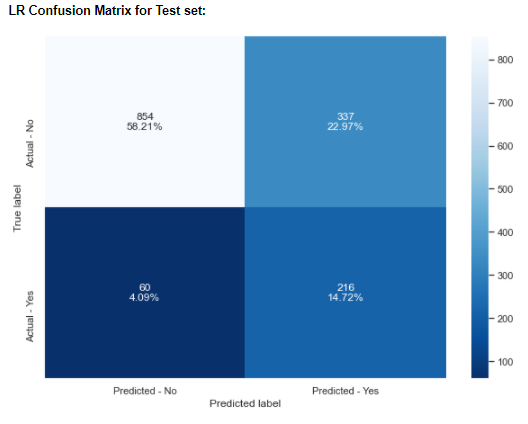 LR Confusion Matrix for Test set:
854
58.21%
337
22.97%
60
4.09%
216
14.72%
Actual - No
Actual - Yes
True label
Predicted - No
Predicted - Yes
Predicted label
800
700
600
500
400
300
200
100